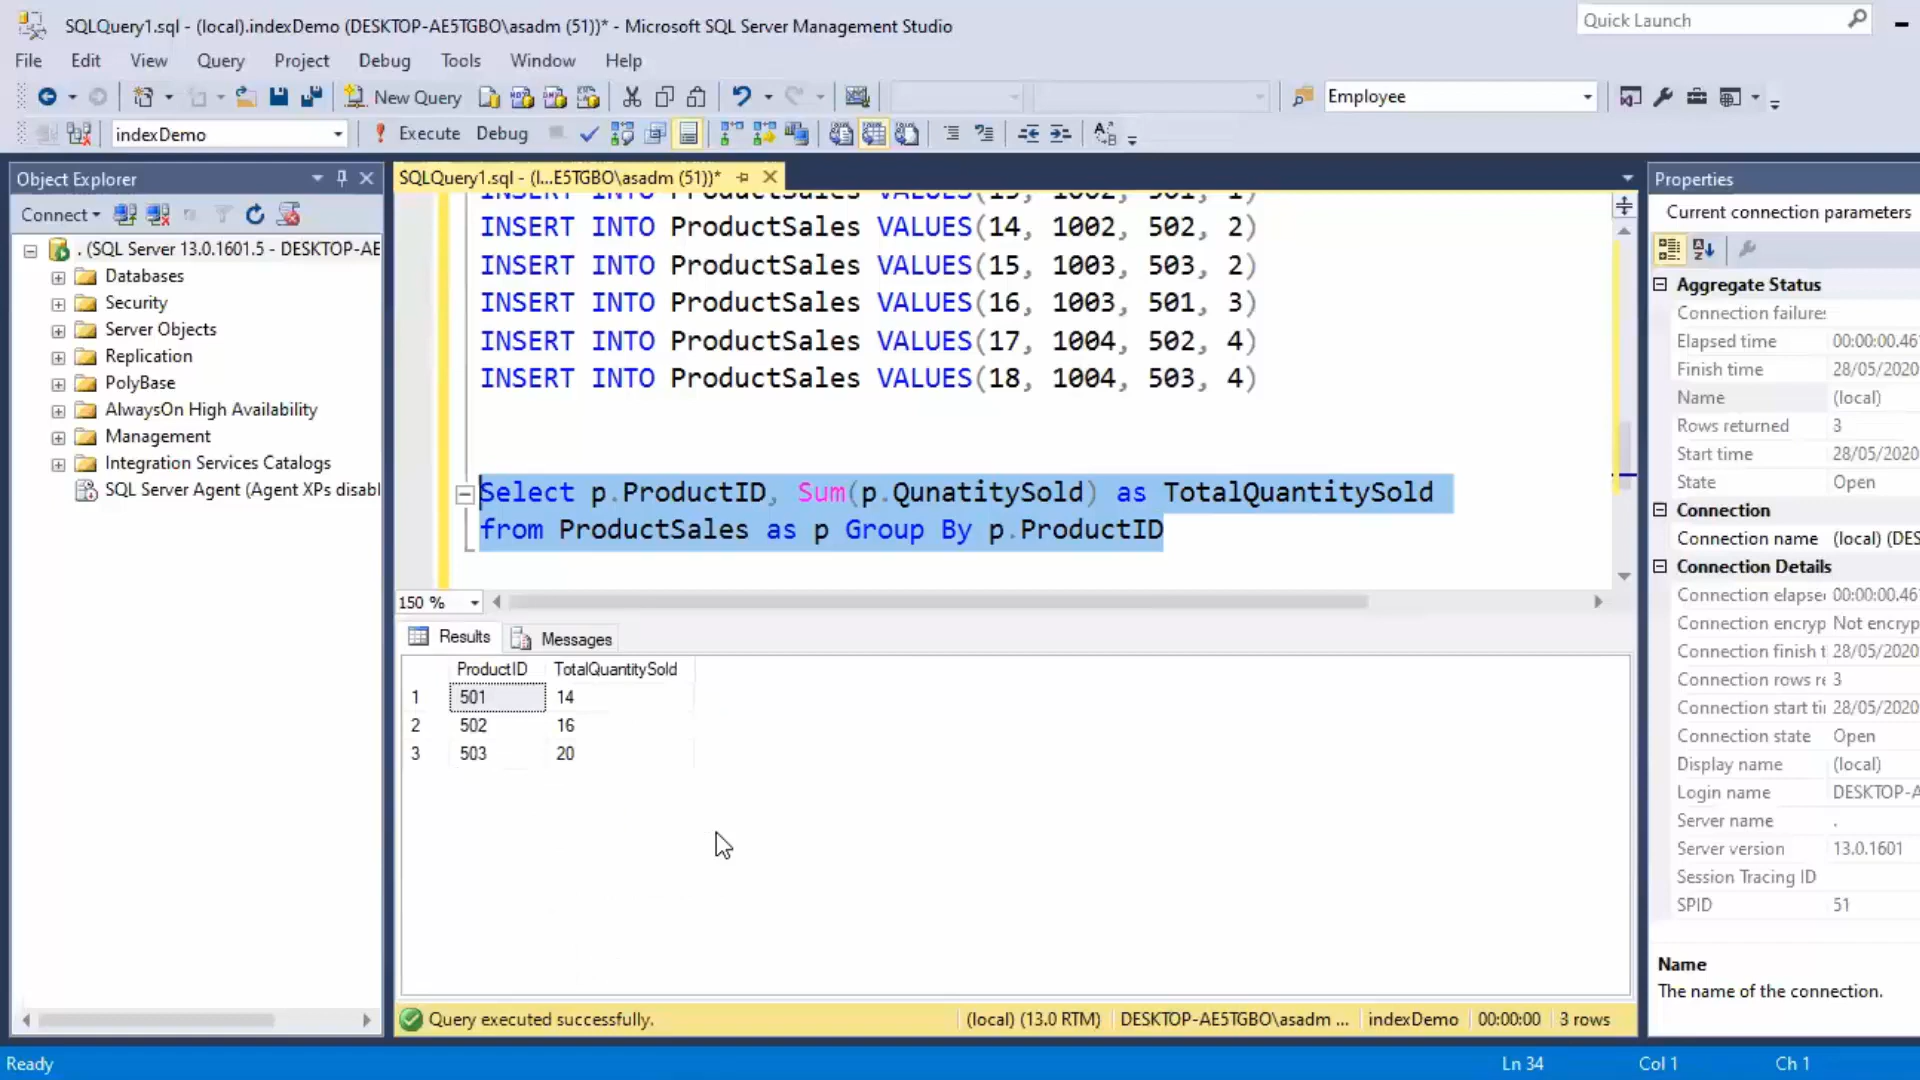 SQLQuery1.sql - (local).indexDemo (DESKTOP-AE5TGBO\asadm (51))* - Microsoft SQL Server Management Studio
Quick Launch
File Edit View Query Project Debug Tools Window Help
New Query
Employee
indexDemo
Execute Debug
Object Explorer
Connect
. (SQL Server 13.0.1601.5 - DESKTOP-AE
Databases
Security
Server Objects
Replication
PolyBase
AlwaysOn High Availability
Management
Integration Services Catalogs
SQL Server Agent (Agent XPs disabl
SQLQuery1.sql - (l...E5TGBO\asadm (51))*
INSERT INTO ProductSales VALUES(13, 1002, 501, 1)
INSERT INTO ProductSales VALUES(14, 1002, 502, 2)
INSERT INTO ProductSales VALUES(15, 1003, 503, 2)
INSERT INTO ProductSales VALUES(16, 1003, 501, 3)
INSERT INTO ProductSales VALUES(17, 1004, 502, 4)
INSERT INTO ProductSales VALUES(18, 1004, 503, 4)
Select p.ProductID, Sum(p.QunatitySold) as TotalQuantitySold
from ProductSales as p Group By p.ProductID
150 %
Results Messages
ProductID TotalQuantitySold
1 501 14
2 502 16
3 503 20
Query executed successfully.
(local) (13.0 RTM) DESKTOP-AE5TGBO\asadm ... indexDemo 00:00:00 3 rows
Properties
Current connection parameters
Aggregate Status
Connection failures
Elapsed time 00:00:00.46
Finish time 28/05/2020
Name (local)
Rows returned 3
Start time 28/05/2020
State Open
Connection
Connection name (local) (DES
Connection Details
Connection elapse 00:00:00.46
Connection encryp Not encryp
Connection finish t 28/05/2020
Connection rows re 3
Connection start ti 28/05/2020
Connection state Open
Display name (local)
Login name DESKTOP-A
Server name .
Server version 13.0.1601
Session Tracing ID
SPID 51
Name
The name of the connection.
Ready
Ln 34 Col 1 Ch 1